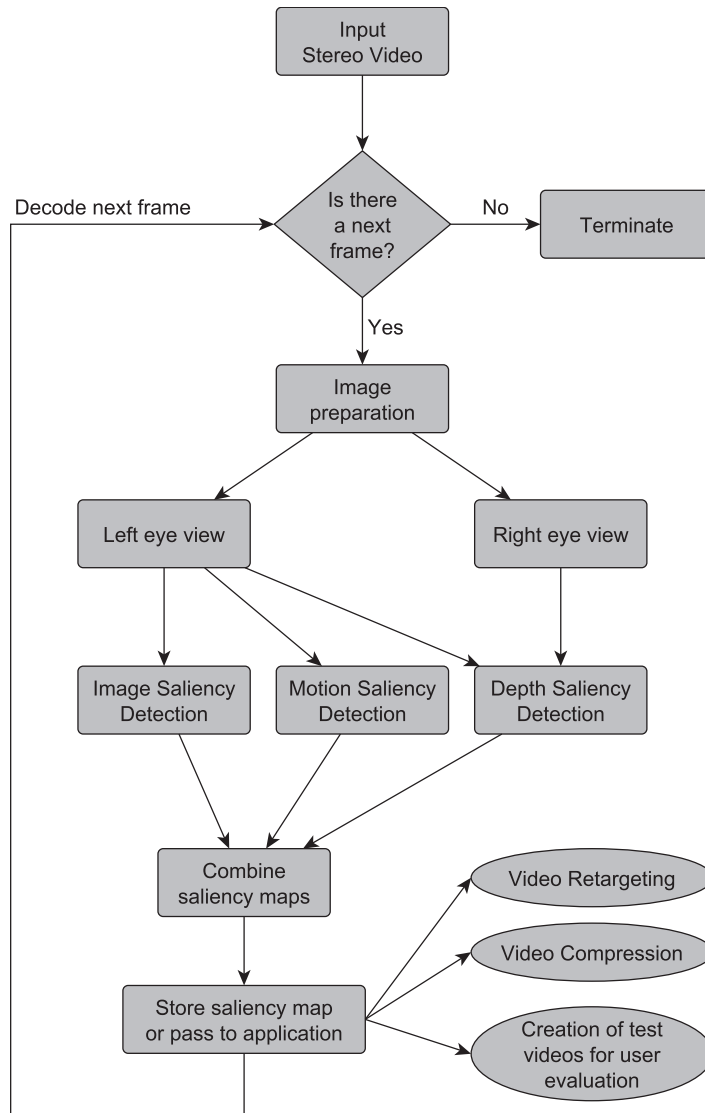 Input
Stereo Video
Decode next frame
Is there
a next
frame?
No
Terminate
Yes
Image
preparation
Left eye view
Right eye view
Image Saliency
Detection
Motion Saliency
Detection
Depth Saliency
Detection
Combine
saliency maps
Video Retargeting
Video Compression
Store saliency map
or pass to application
Creation of test
videos for user
evaluation